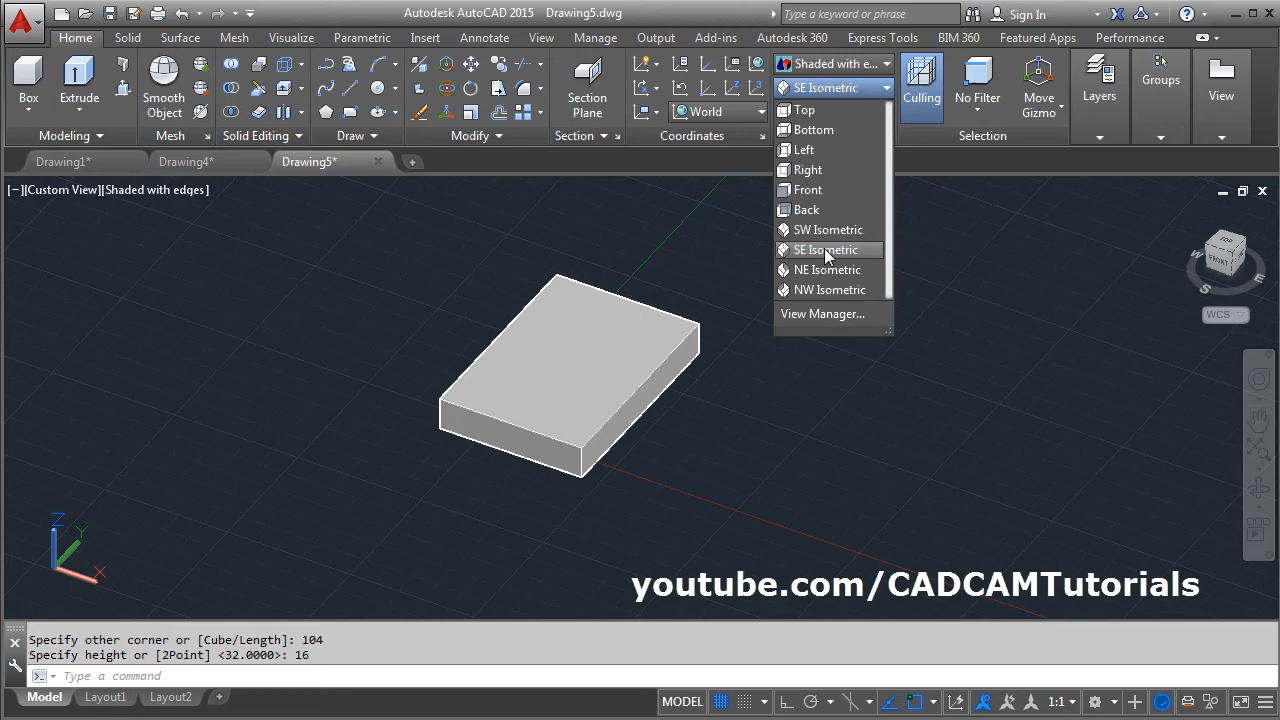 Autodesk AutoCAD 2015 Drawing5.dwg
Type a keyword or phrase
Sign In
Home Solid Surface Mesh Visualize Parametric Insert Annotate View Manage Output Add-ins Autodesk 360 Express Tools BIM 360 Featured Apps Performance
Shaded with e...
SE Isometric
Box Extrude Smooth Object Section Plane World Culling No Filter Move Gizmo Layers Groups View
Modeling Mesh Solid Editing Draw Modify Section Coordinates Selection
Top
Bottom
Left
Right
Front
Back
SW Isometric
SE Isometric
NE Isometric
NW Isometric
View Manager...
Drawing1* Drawing4* Drawing5*
[−][Custom View][Shaded with edges]
TOP
FRONT
W
S
E
WCS
Z
Y
X
youtube.com/CADCAMTutorials
Specify other corner or [Cube/Length]: 104
Specify height or [2Point] <32.0000>: 16
Type a command
Model Layout1 Layout2
MODEL
1:1